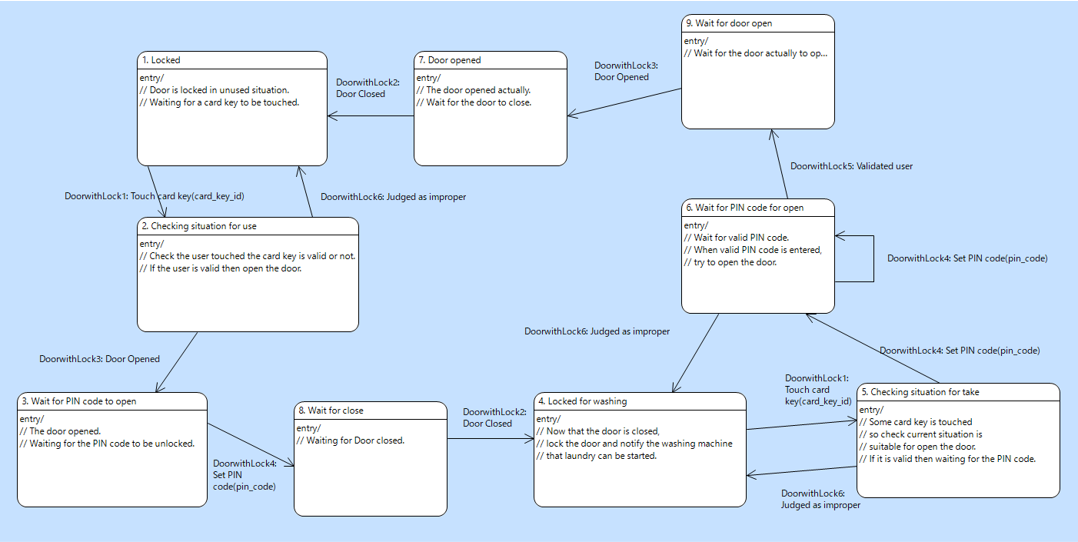 9. Wait for door open
entry/
// Wait for the door actually to op...
1. Locked
entry/
// Door is locked in unused situation.
// Waiting for a card key to be touched.
DoorwithLock2:
Door Closed
7. Door opened
entry/
// The door opened actually.
// Wait for the door to close.
DoorwithLock3:
Door Opened
DoorwithLock5: Validated user
DoorwithLock1: Touch card key(card_key_id)
DoorwithLock6: Judged as improper
2. Checking situation for use
entry/
// Check the user touched the card key is valid or not.
// If the user is valid then open the door.
6. Wait for PIN code for open
entry/
// Wait for valid PIN code.
// When valid PIN code is entered,
// try to open the door.
DoorwithLock4: Set PIN code(pin_code)
DoorwithLock6: Judged as improper
DoorwithLock4: Set PIN code(pin_code)
DoorwithLock3: Door Opened
3. Wait for PIN code to open
entry/
// The door opened.
// Waiting for the PIN code to be unlocked.
DoorwithLock4:
Set PIN
code(pin_code)
8. Wait for close
entry/
// Waiting for Door closed.
DoorwithLock2:
Door Closed
4. Locked for washing
entry/
// Now that the door is closed,
// lock the door and notify the washing machine
// that laundry can be started.
DoorwithLock1:
Touch card
key(card_key_id)
5. Checking situation for take
entry/
// Some card key is touched
// so check current situation is
// suitable for open the door.
// If it is valid then waiting for the PIN code.
DoorwithLock6:
Judged as improper